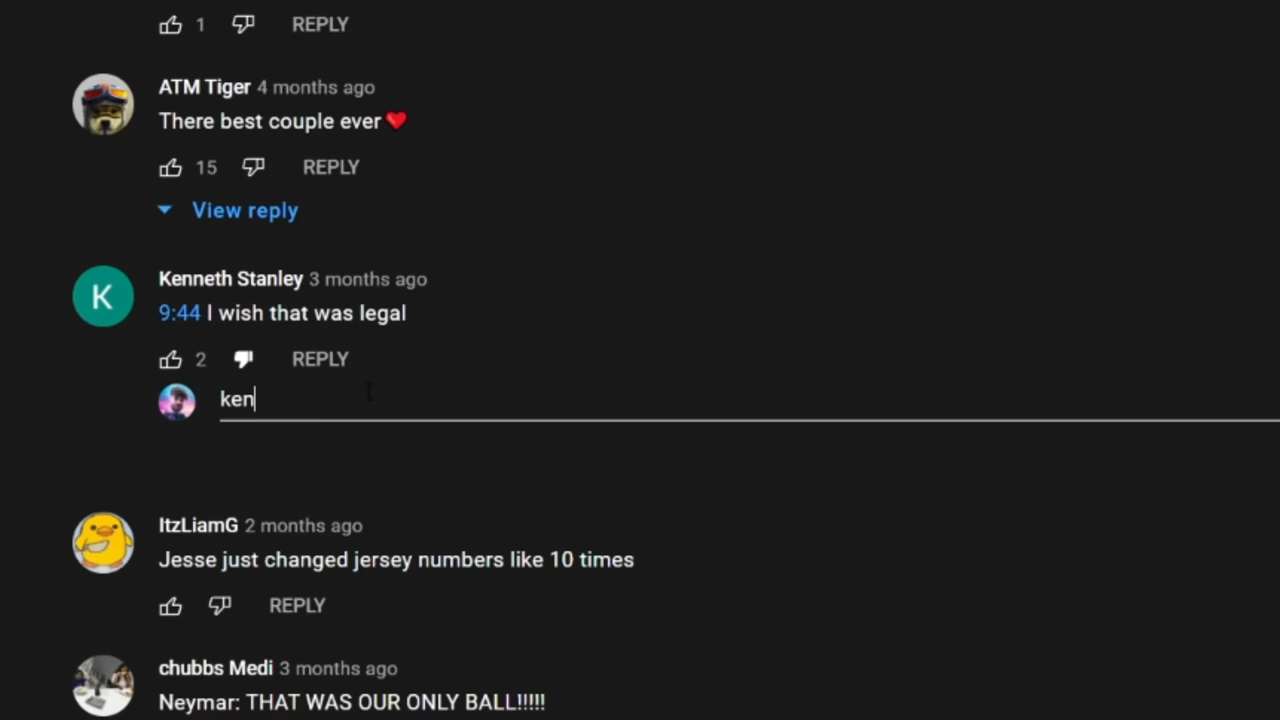 1 REPLY
ATM Tiger 4 months ago
There best couple ever❤️
15 REPLY
View reply
K
Kenneth Stanley 3 months ago
9:44 I wish that was legal
2 REPLY
ken
ItzLiamG 2 months ago
Jesse just changed jersey numbers like 10 times
REPLY
chubbs Medi 3 months ago
Neymar: THAT WAS OUR ONLY BALL!!!!!